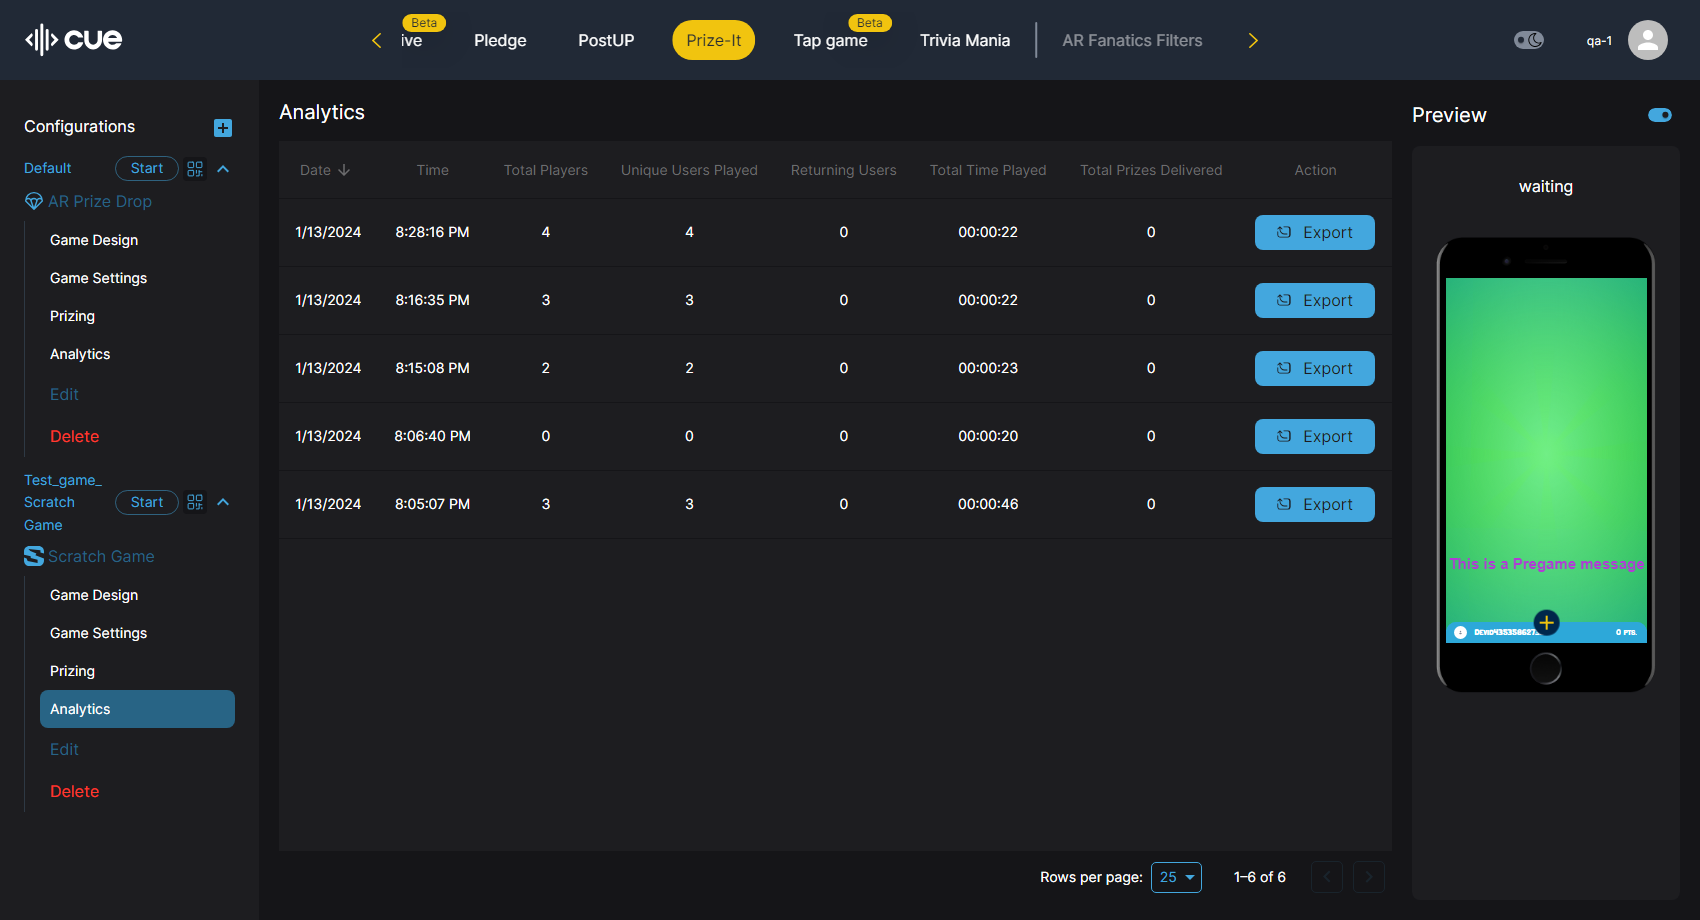 cue
Beta
ive
Pledge
PostUP
Prize-It
Beta
Tap game
Trivia Mania
AR Fanatics Filters
qa-1
Configurations
Default
Start
AR Prize Drop
Game Design
Game Settings
Prizing
Analytics
Edit
Delete
Test_game_
Scratch
Game
Start
Scratch Game
Game Design
Game Settings
Prizing
Analytics
Edit
Delete
Analytics
Date Time Total Players Unique Users Played Returning Users Total Time Played Total Prizes Delivered Action
1/13/2024 8:28:16 PM 4 4 0 00:00:22 0 Export
1/13/2024 8:16:35 PM 3 3 0 00:00:22 0 Export
1/13/2024 8:15:08 PM 2 2 0 00:00:23 0 Export
1/13/2024 8:06:40 PM 0 0 0 00:00:20 0 Export
1/13/2024 8:05:07 PM 3 3 0 00:00:46 0 Export
Rows per page: 25 1–6 of 6
Preview
waiting
This is a Pregame message
0 PTS.